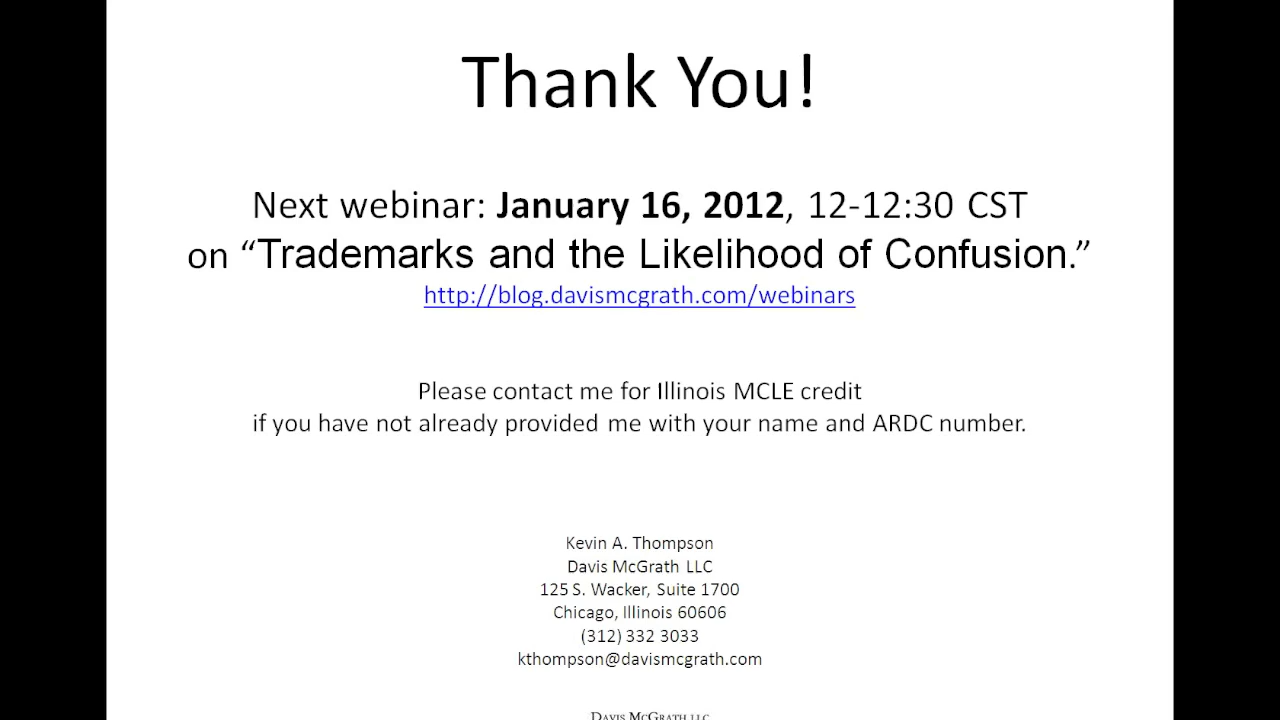 Thank You!
Next webinar: January 16, 2012, 12-12:30 CST
on “Trademarks and the Likelihood of Confusion.”
http://blog.davismcgrath.com/webinars
Please contact me for Illinois MCLE credit
if you have not already provided me with your name and ARDC number.
Kevin A. Thompson
Davis McGrath LLC
125 S. Wacker, Suite 1700
Chicago, Illinois 60606
(312) 332 3033
kthompson@davismcgrath.com
DAVIS MCGRATH LLC